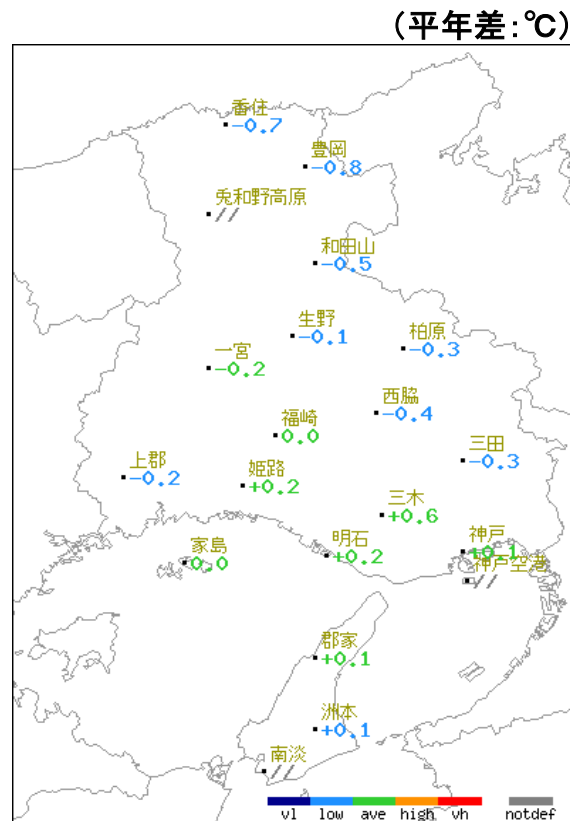 (平年差:℃)
香住
-0.7
豊岡
-0.8
兎和野高原
//
和田山
-0.5
生野
-0.1
柏原
-0.3
一宮
-0.2
西脇
-0.4
福崎
0.0
三田
-0.3
上郡
-0.2
姫路
+0.2
三木
+0.6
神戸
+0.1
明石
+0.2
家島
0.0
神戸空港
//
郡家
+0.1
洲本
+0.1
南淡
//
vl low ave high vh notdef